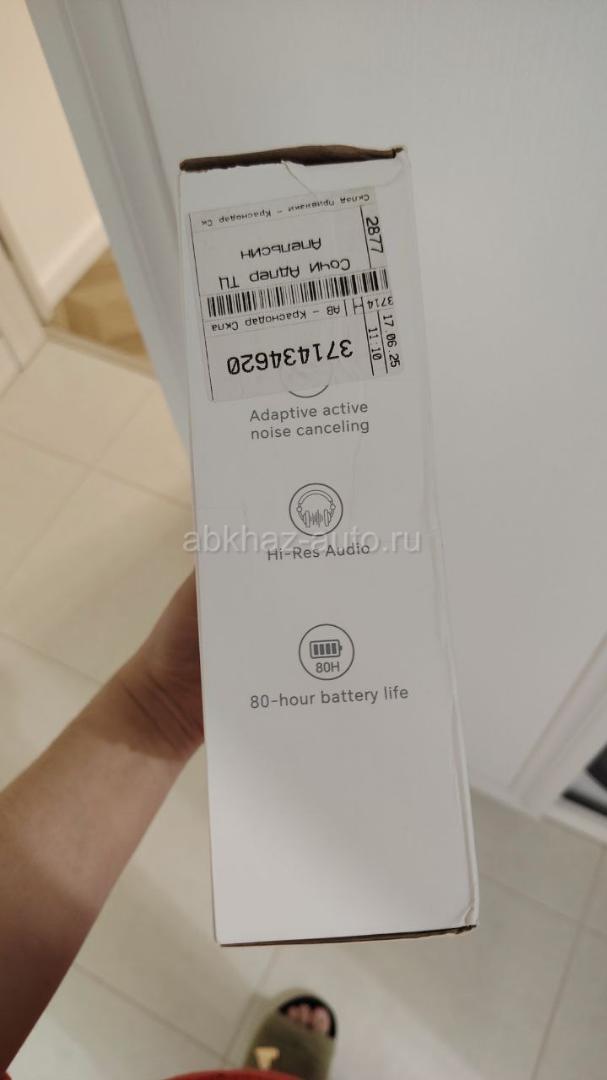 Склад Приёмки - Краснодар Ск
2877
Сочи Адлер ТЦ
Апельсин
3714
Н
АВ - Краснодар Скла
17.06.25
11:10
371434620
Adaptive active
noise canceling
abkhaz-auto.ru
Hi-Res Audio
80H
80-hour battery life